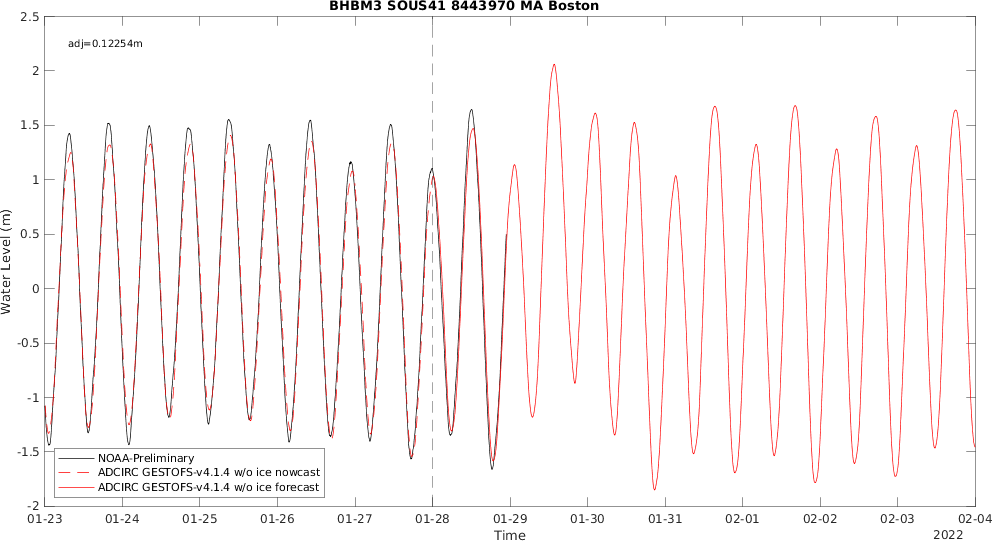 BHBM3 SOUS41 8443970 MA Boston
adj=0.12254m
2.5
2
1.5
1
0.5
0
-0.5
-1
-1.5
-2
Water Level (m)
NOAA-Preliminary
ADCIRC GESTOFS-v4.1.4 w/o ice nowcast
ADCIRC GESTOFS-v4.1.4 w/o ice forecast
01-23 01-24 01-25 01-26 01-27 01-28 01-29 01-30 01-31 02-01 02-02 02-03 02-04
Time
2022